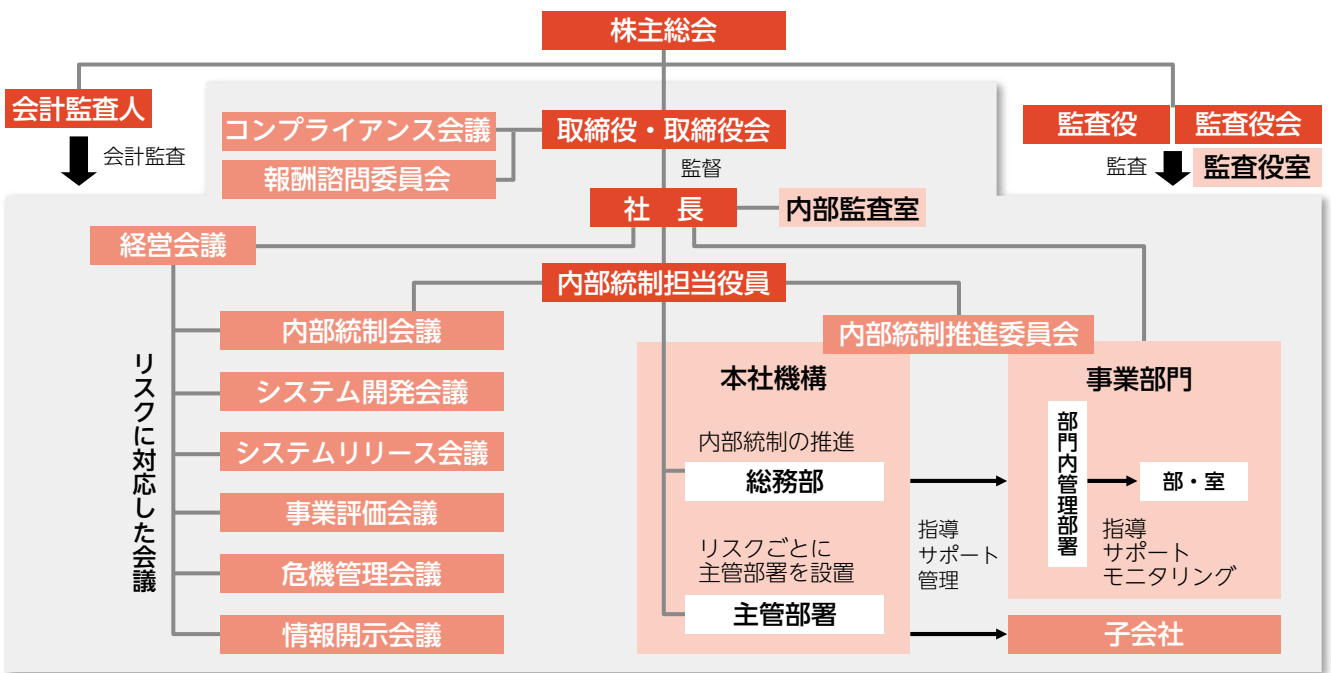 株主総会
会計監査人
会計監査
コンプライアンス会議
報酬諮問委員会
取締役・取締役会
監督
監査役
監査役会
監査
監査役室
社 長
内部監査室
経営会議
内部統制担当役員
リスクに対応した会議
内部統制会議
システム開発会議
システムリリース会議
事業評価会議
危機管理会議
情報開示会議
内部統制推進委員会
本社機構
内部統制の推進
総務部
リスクごとに
主管部署を設置
主管部署
指導
サポート
管理
事業部門
部門内管理部署
部・室
指導
サポート
モニタリング
子会社